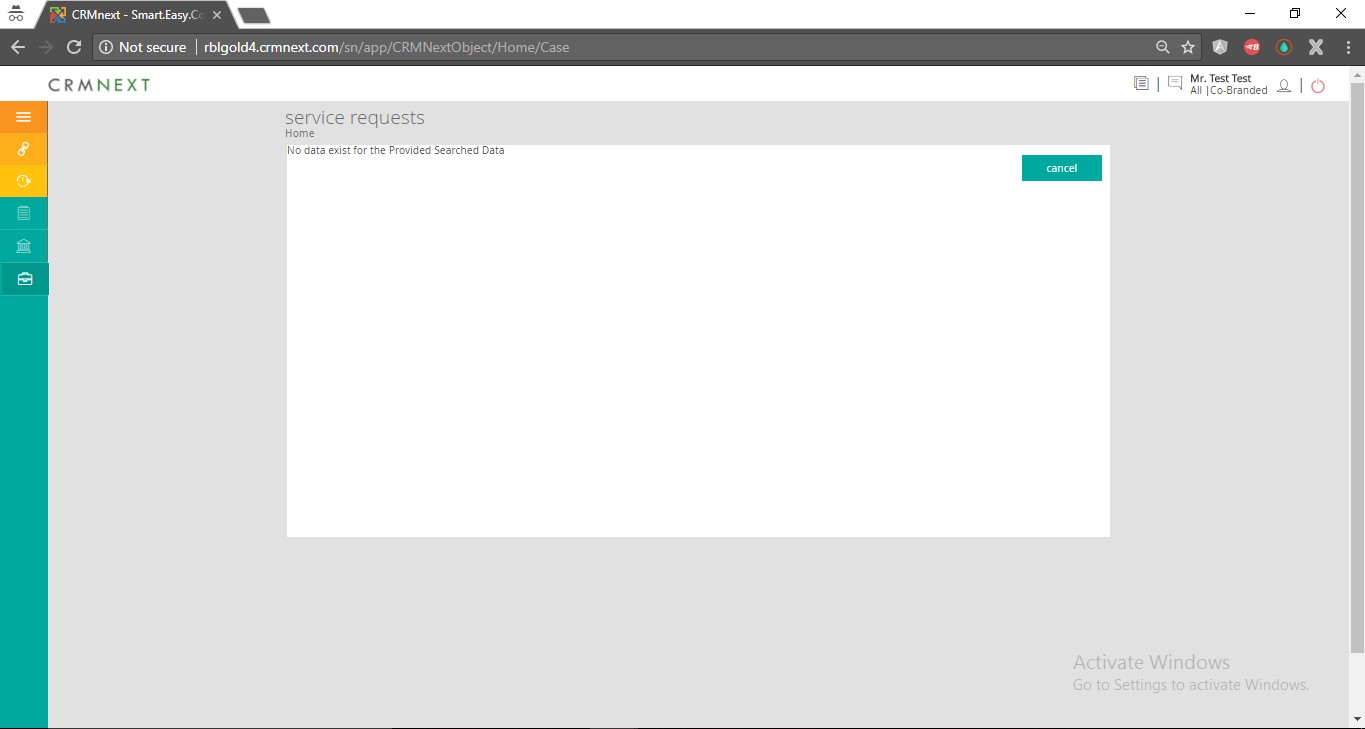 CRMnext - Smart.Easy.Co
Not secure | rblgold4.crmnext.com/sn/app/CRMNextObject/Home/Case
CRMNEXT
Mr. Test Test
All |Co-Branded
service requests
Home
No data exist for the Provided Searched Data
cancel
Activate Windows
Go to Settings to activate Windows.